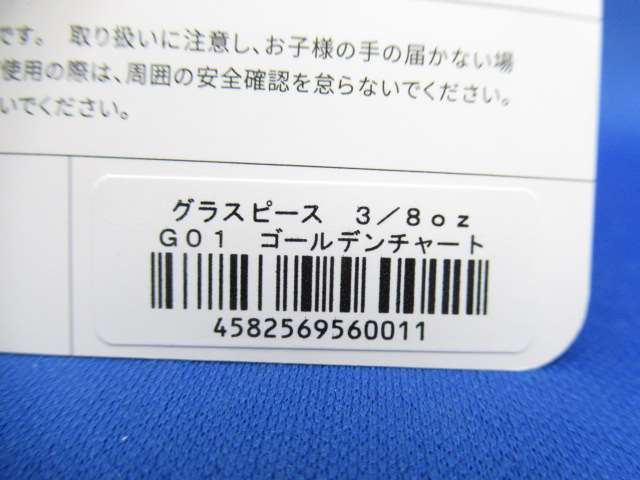 です。 取り扱いに注意し、お子様の手の届かない場
使用の際は、周囲の安全確認を怠らないでください。
いでください。
グラスピース 3/8oz
G01 ゴールデンチャート
4582569560011